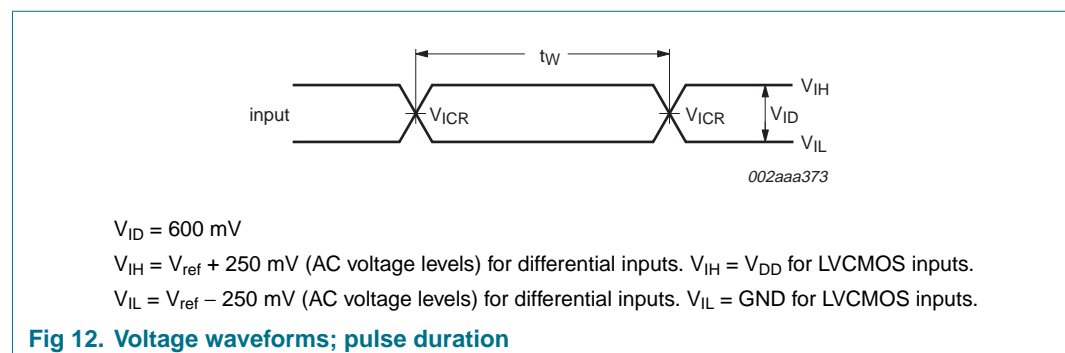 tW
input
VICR
VICR
VIH
VID
VIL
002aaa373
VID = 600 mV
VIH = Vref + 250 mV (AC voltage levels) for differential inputs. VIH = VDD for LVCMOS inputs.
VIL = Vref − 250 mV (AC voltage levels) for differential inputs. VIL = GND for LVCMOS inputs.
Fig 12. Voltage waveforms; pulse duration